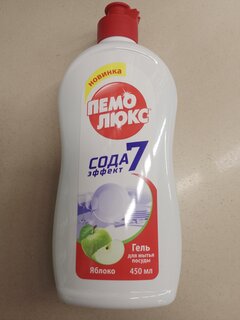 новинка
ПЕМО
ЛЮКС
СОДА 7
эффект
Гель
для мытья
посуды
Яблоко
450 мл